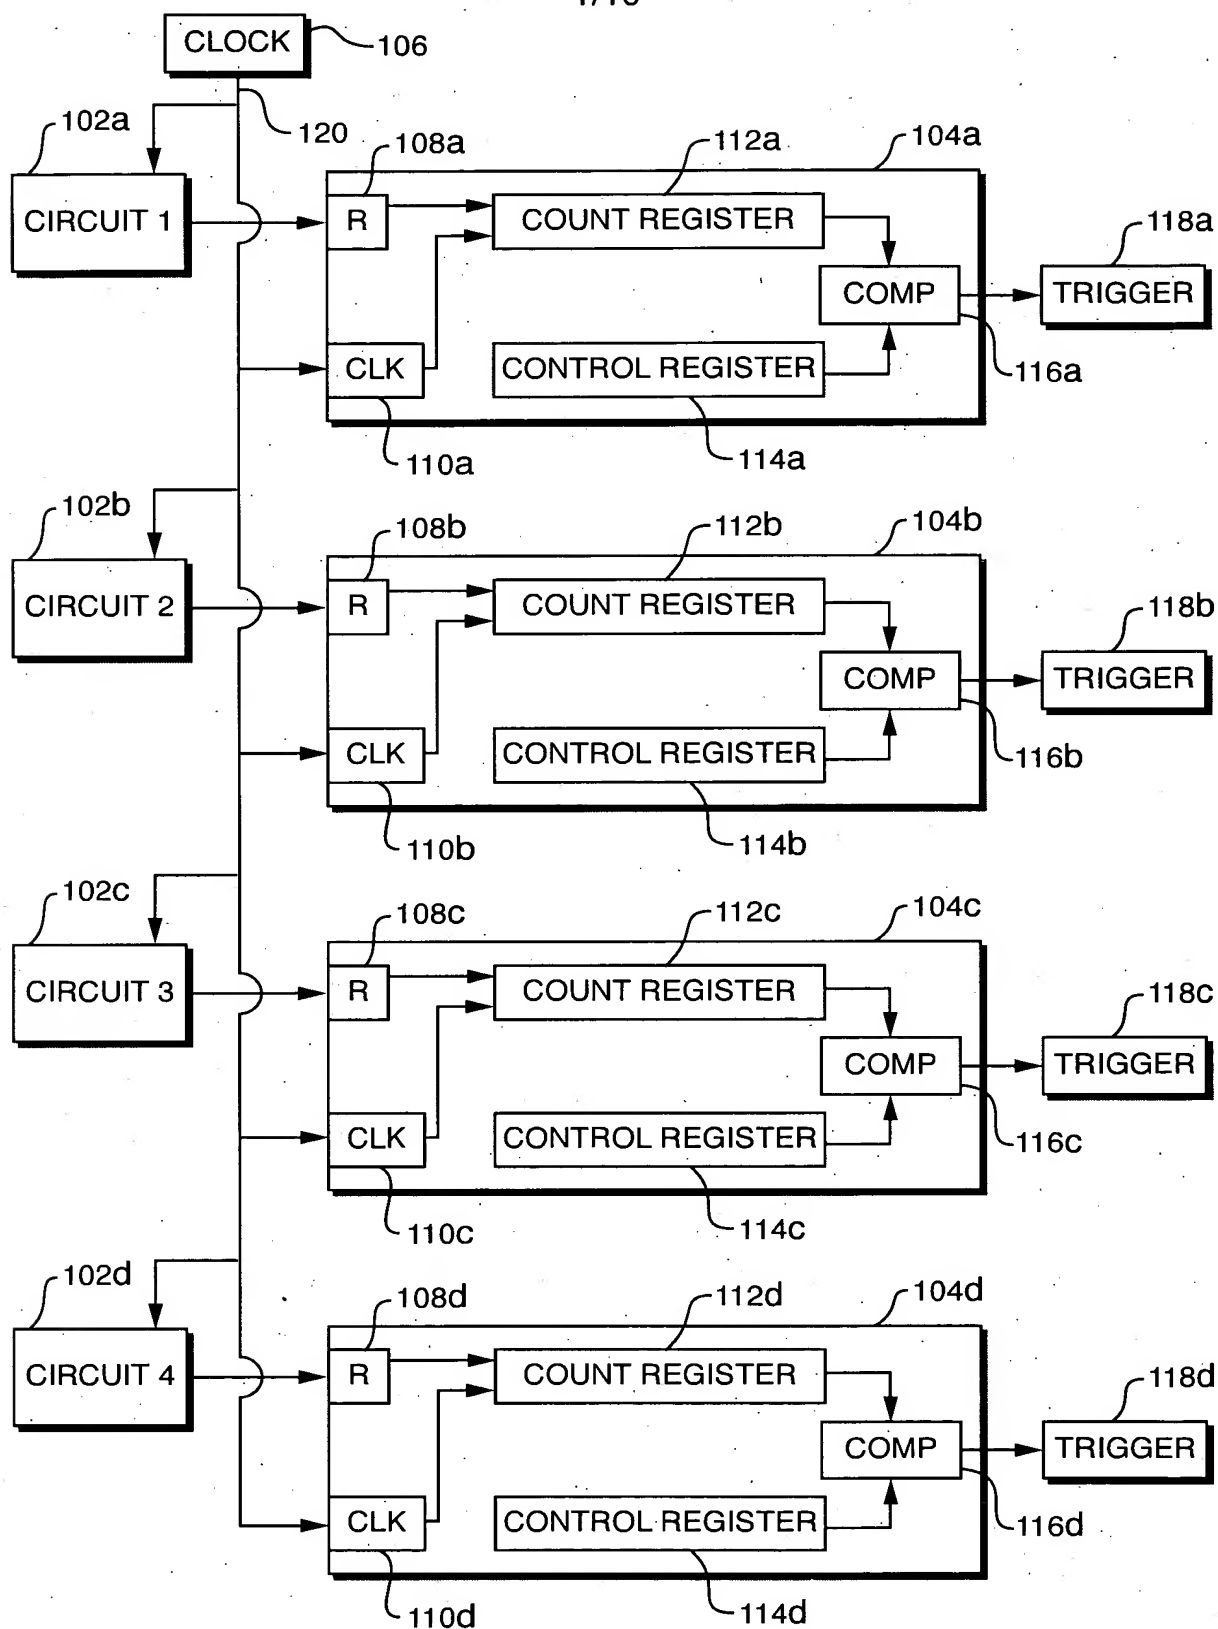 CLOCK
106
120
102a
CIRCUIT 1
108a
112a
104a
R
COUNT REGISTER
118a
COMP
TRIGGER
CLK
CONTROL REGISTER
116a
110a
114a
102b
CIRCUIT 2
108b
112b
104b
R
COUNT REGISTER
118b
COMP
TRIGGER
CLK
CONTROL REGISTER
116b
110b
114b
102c
CIRCUIT 3
108c
112c
104c
R
COUNT REGISTER
118c
COMP
TRIGGER
CLK
CONTROL REGISTER
116c
110c
114c
102d
CIRCUIT 4
108d
112d
104d
R
COUNT REGISTER
118d
COMP
TRIGGER
CLK
CONTROL REGISTER
116d
110d
114d